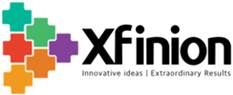 Xfinion
Innovative ideas | Extraordinary Results